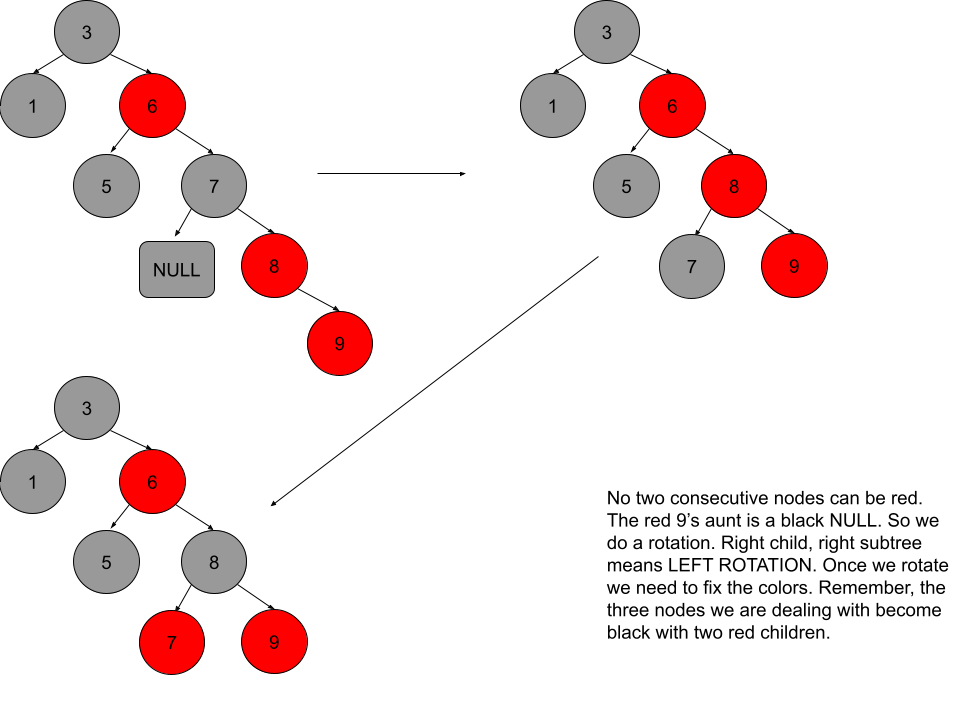 3
1
6
5
7
NULL
8
9
3
1
6
5
8
7
9
3
1
6
5
8
7
9
No two consecutive nodes can be red.
The red 9’s aunt is a black NULL. So we
do a rotation. Right child, right subtree
means LEFT ROTATION. Once we rotate
we need to fix the colors. Remember, the
three nodes we are dealing with become
black with two red children.